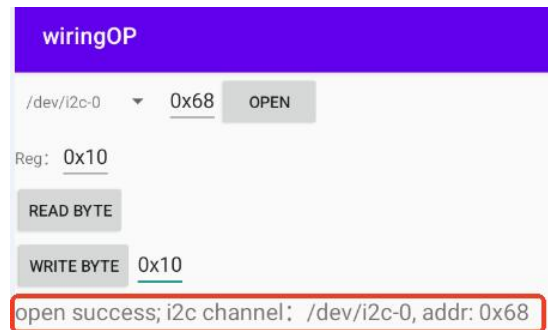 wiringOP
/dev/i2c-0 0x68 OPEN
Reg: 0x10
READ BYTE
WRITE BYTE 0x10
open success; i2c channel：/dev/i2c-0, addr: 0x68